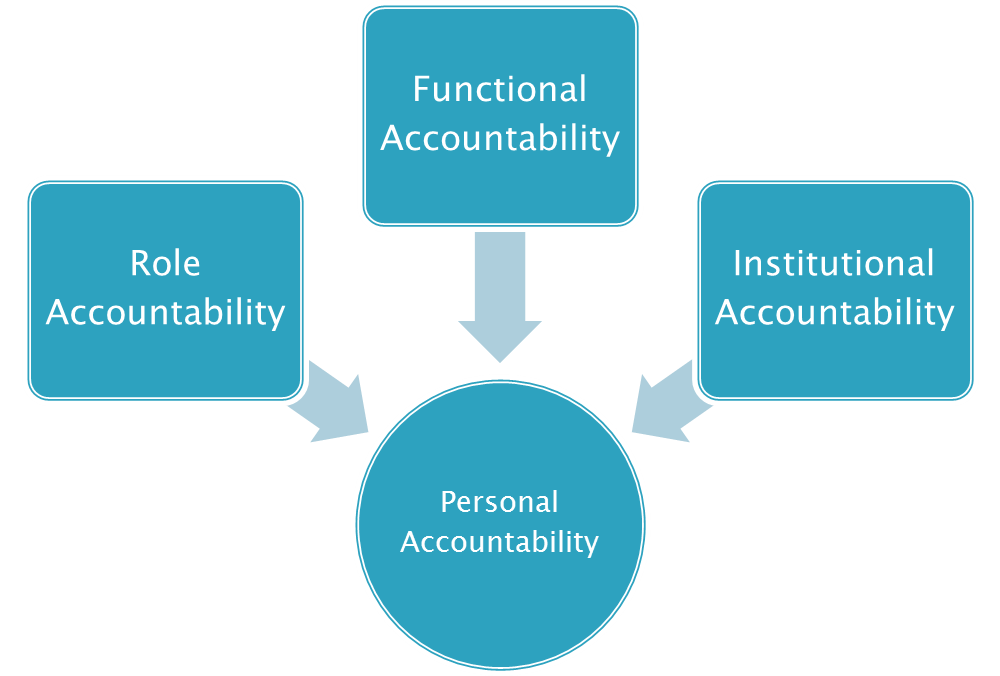 Functional
Accountability
Role
Accountability
Institutional
Accountability
Personal
Accountability